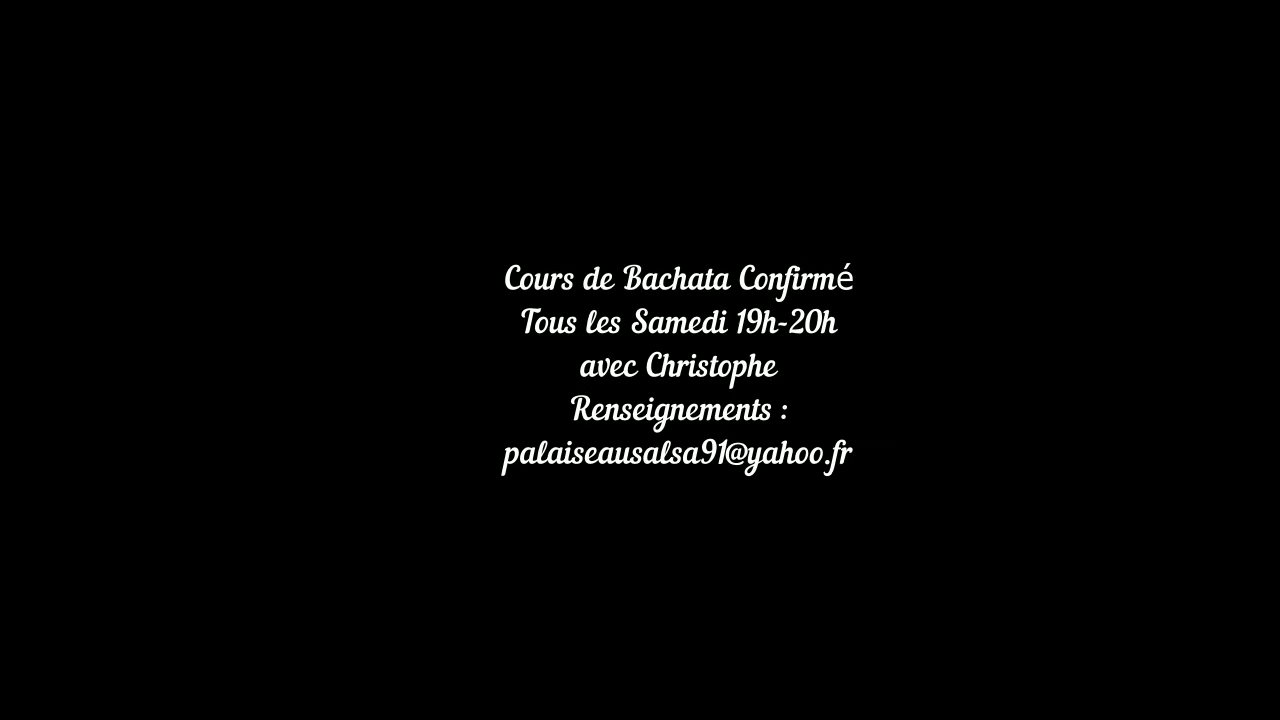 Cours de Bachata Confirmé
Tous les Samedi 19h-20h
avec Christophe
Renseignements :
palaiseausalsa91@yahoo.fr